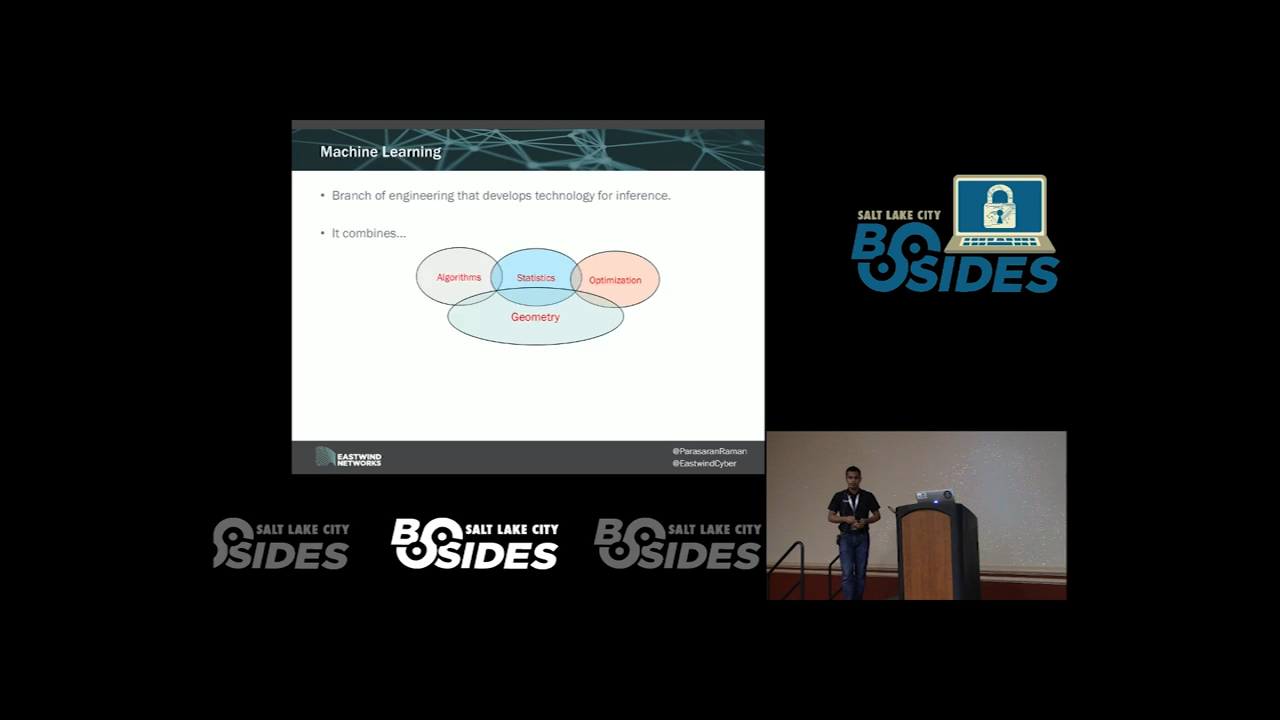 Machine Learning
• Branch of engineering that develops technology for inference.
• It combines...
Algorithms
Statistics
Optimization
Geometry
EASTWIND
NETWORKS
@ParasaranRaman
@EastwindCyber
SALT LAKE CITY
BSIDES
SALT LAKE CITY
BSIDES
SALT LAKE CITY
BSIDES
SALT LAKE CITY
BSIDES